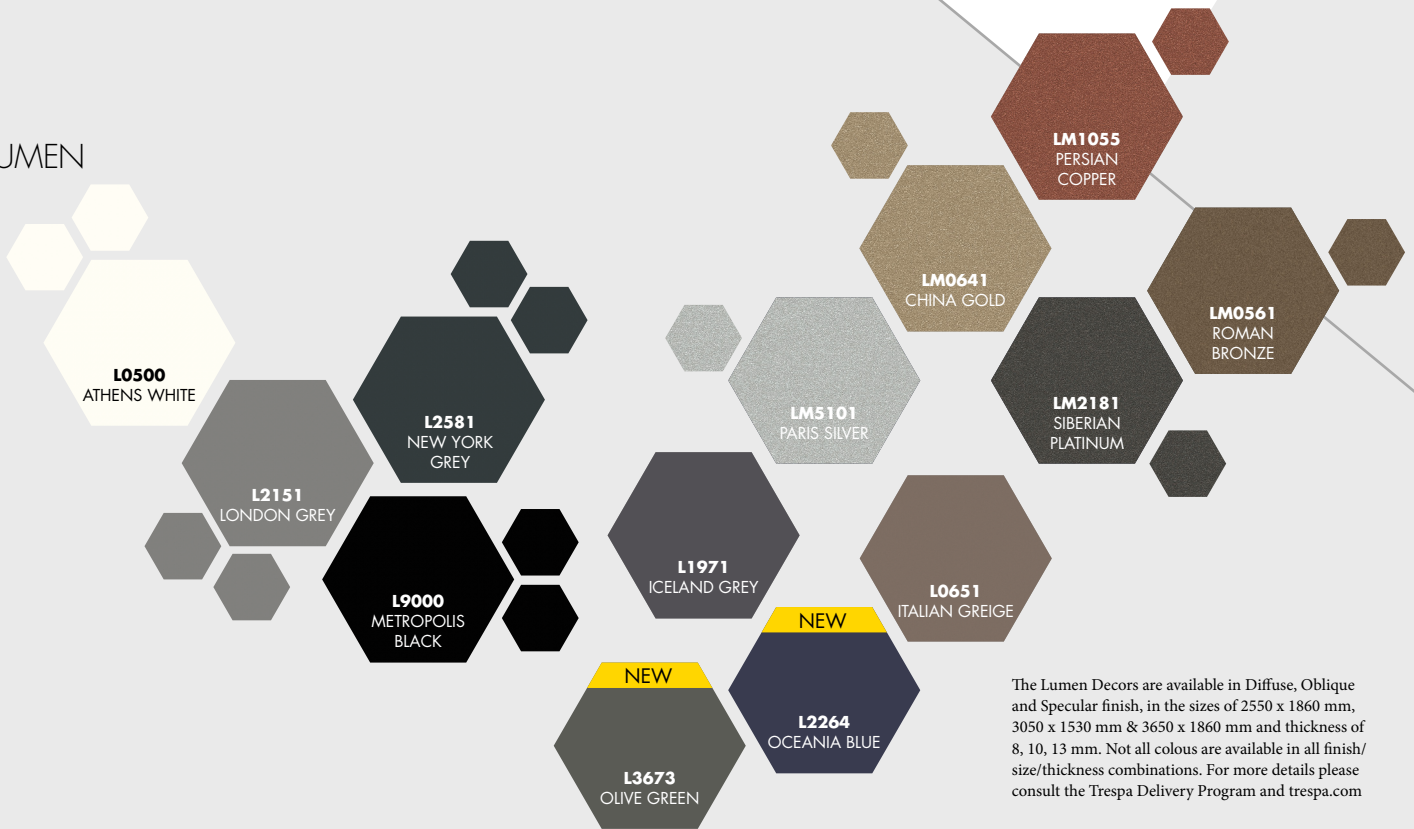 UMEN
LM1055
PERSIAN
COPPER
LM0641
CHINA GOLD
LM0561
ROMAN
BRONZE
L0500
ATHENS WHITE
L2581
NEW YORK
GREY
LM5101
PARIS SILVER
LM2181
SIBERIAN
PLATINUM
L2151
LONDON GREY
L9000
METROPOLIS
BLACK
L1971
ICELAND GREY
L0651
ITALIAN GREIGE
NEW
L2264
OCEANIA BLUE
NEW
L3673
OLIVE GREEN
The Lumen Decors are available in Diffuse, Oblique
and Specular finish, in the sizes of 2550 x 1860 mm,
3050 x 1530 mm & 3650 x 1860 mm and thickness of
8, 10, 13 mm. Not all colous are available in all finish/
size/thickness combinations. For more details please
consult the Trespa Delivery Program and trespa.com